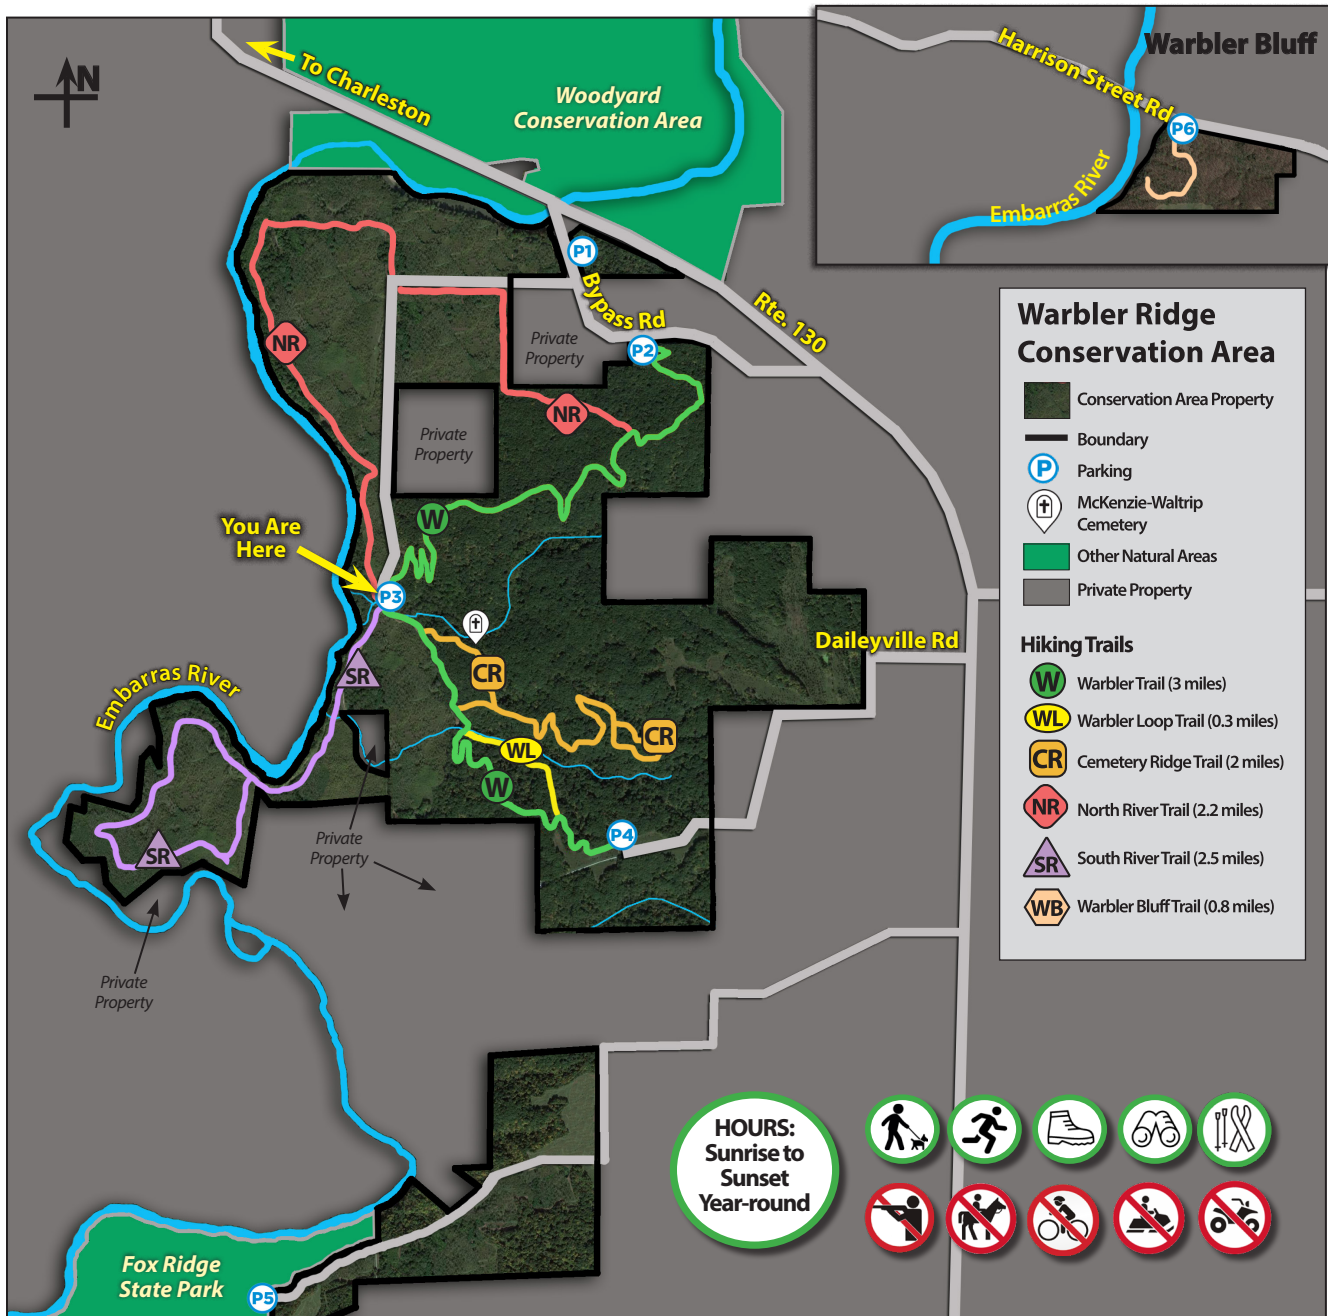 N
To Charleston
Woodyard
Conservation Area
Warbler Bluff
Harrison Street Rd
P6
Embarras River
P1
Bypass Rd
Rte. 130
P2
Private
Property
NR
NR
Private
Property
W
You Are
Here
P3
Daileyville Rd
CR
SR
Embarras River
CR
WL
W
P4
SR
Private
Property
Private
Property
Warbler Ridge
Conservation Area
Conservation Area Property
Boundary
P
Parking
McKenzie-Waltrip
Cemetery
Other Natural Areas
Private Property
Hiking Trails
W
Warbler Trail (3 miles)
WL
Warbler Loop Trail (0.3 miles)
CR
Cemetery Ridge Trail (2 miles)
NR
North River Trail (2.2 miles)
SR
South River Trail (2.5 miles)
WB
Warbler Bluff Trail (0.8 miles)
HOURS:
Sunrise to
Sunset
Year-round
Fox Ridge
State Park
P5